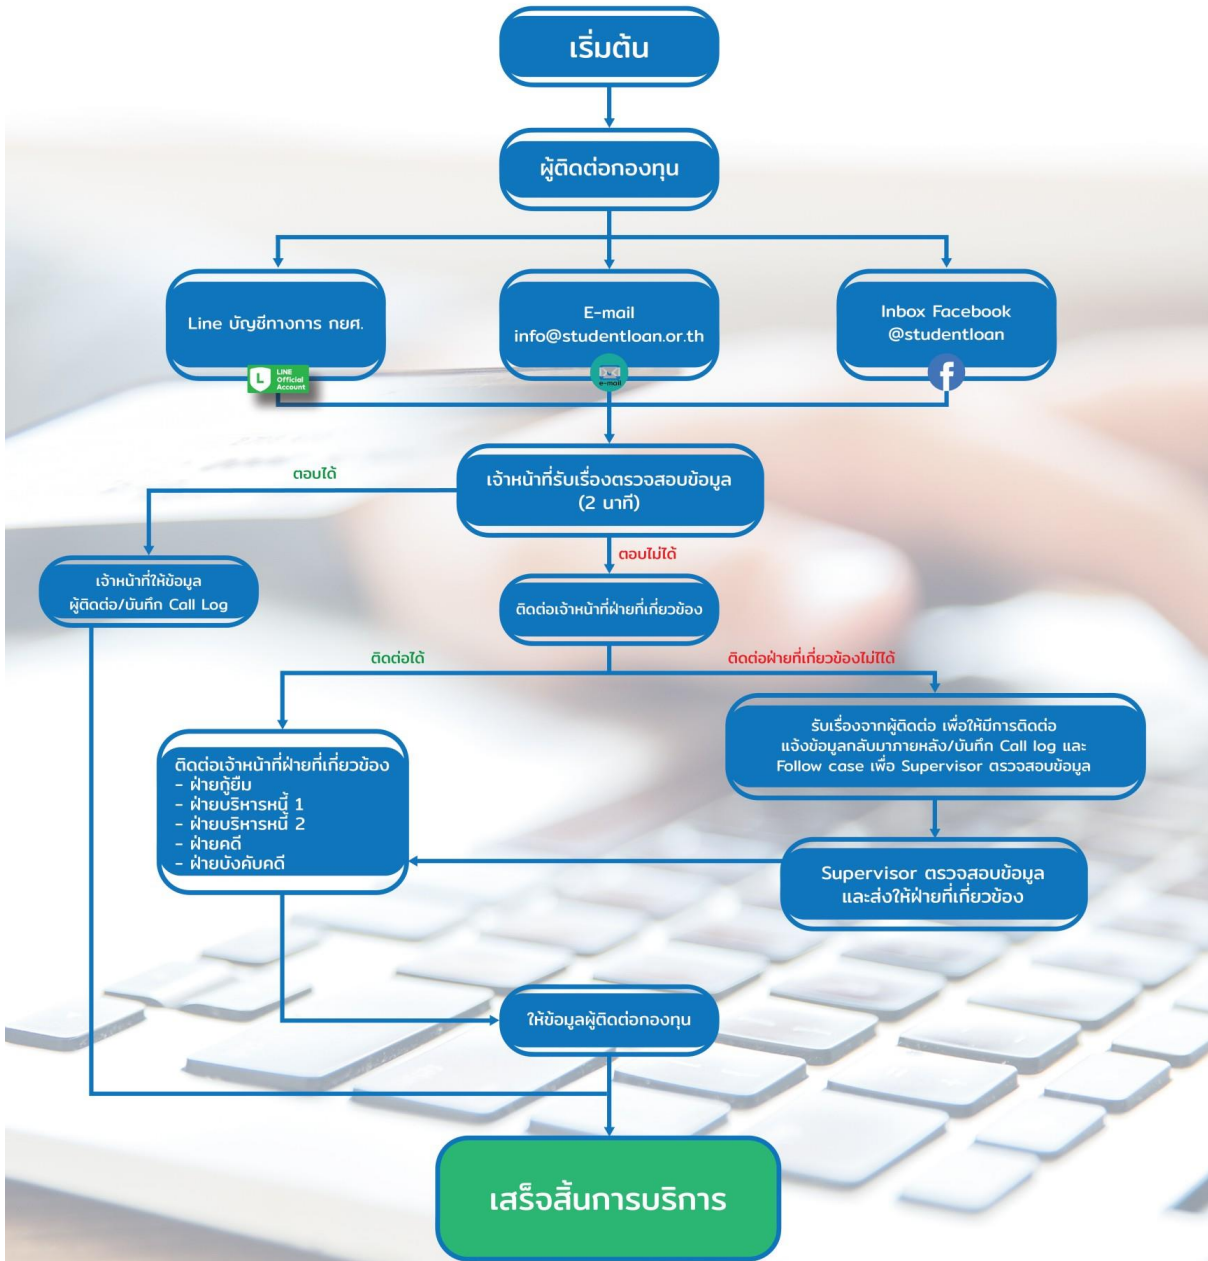 เริ่มต้น
ผู้ติดต่อกองทุน
Line บัญชีทางการ กยศ.
LINE
Official
Account
E-mail
info@studentloan.or.th
e-mail
Inbox Facebook
@studentloan
f
เจ้าหน้าที่รับเรื่องตรวจสอบข้อมูล
(2 นาที)
ตอบได้
ตอบไม่ได้
เจ้าหน้าที่ให้ข้อมูล
ผู้ติดต่อ/บันทึก Call Log
ติดต่อเจ้าหน้าที่ฝ่ายที่เกี่ยวข้อง
ติดต่อได้
ติดต่อฝ่ายที่เกี่ยวข้องไม่ได้
ติดต่อเจ้าหน้าที่ฝ่ายที่เกี่ยวข้อง
- ฝ่ายกู้ยืม
- ฝ่ายบริหารหนี้ 1
- ฝ่ายบริหารหนี้ 2
- ฝ่ายคดี
- ฝ่ายบังคับคดี
รับเรื่องจากผู้ติดต่อ เพื่อให้มีการติดต่อ
แจ้งข้อมูลกลับมาภายหลัง/บันทึก Call log และ
Follow case เพื่อ Supervisor ตรวจสอบข้อมูล
Supervisor ตรวจสอบข้อมูล
และส่งให้ฝ่ายที่เกี่ยวข้อง
ให้ข้อมูลผู้ติดต่อกองทุน
เสร็จสิ้นการบริการ